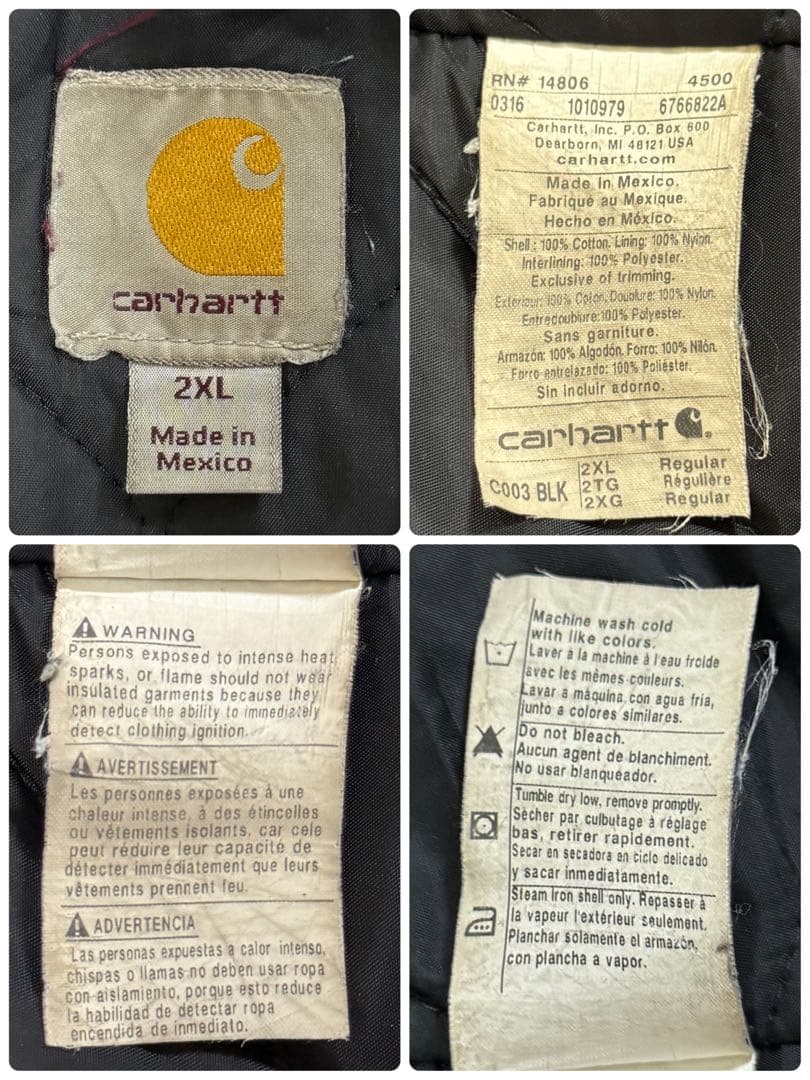 carhartt
2XL
Made in
Mexico
RN# 14806 4500
0316 1010979 6766822A
Carhartt, Inc. P.O. Box 600
Dearborn, MI 48121 USA
carhartt.com
Made in Mexico.
Fabriqué au Mexique.
Hecho en México.
Shell: 100% Cotton. Lining: 100% Nylon.
Interlining: 100% Polyester.
Exclusive of trimming.
Extérieur: 100% Coton. Doublure: 100% Nylon.
Entredoublure: 100% Polyester.
Sans garniture.
Armazón: 100% Algodón. Forro: 100% Nilón.
Forro entrelazado: 100% Poliéster.
Sin incluir adorno.
carhartt
C003 BLK
2XL Regular
2TG Régulière
2XG Regular
WARNING
Persons exposed to intense heat,
sparks, or flame should not wear
insulated garments because they
can reduce the ability to immediately
detect clothing ignition.
AVERTISSEMENT
Les personnes exposées à une
chaleur intense, à des étincelles
ou vêtements isolants, car cele
peut réduire leur capacité de
détecter immédiatement que leurs
vêtements prennent feu.
ADVERTENCIA
Las personas expuestas a calor intenso,
chispas o llamas no deben usar ropa
con aislamiento, porque esto reduce
la habilidad de detectar ropa
encendida de inmediato.
Machine wash cold
with like colors.
Laver a la machine à l'eau froide
avec les mêmes couleurs.
Lavar a máquina con agua fría,
junto a colores similares.
Do not bleach.
Aucun agent de blanchiment.
No usar blanqueador.
Tumble dry low, remove promptly.
Sécher par culbutage à réglage
bas, retirer rapidement.
Secar en secadora en ciclo delicado
y sacar inmediatamente.
Steam Iron shell only. Repasser à
la vapeur l'extérieur seulement.
Planchar solamente el armazón,
con plancha a vapor.